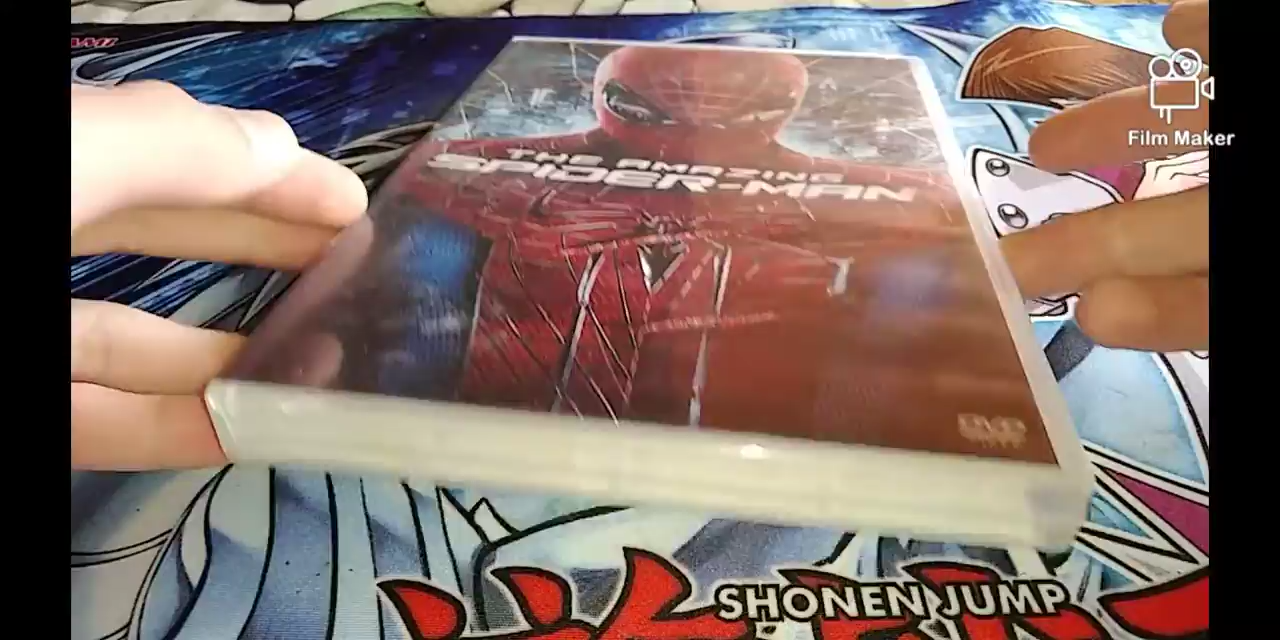 Film Maker
THE AMAZING
SPIDER-MAN
DVD
SHONEN JUMP